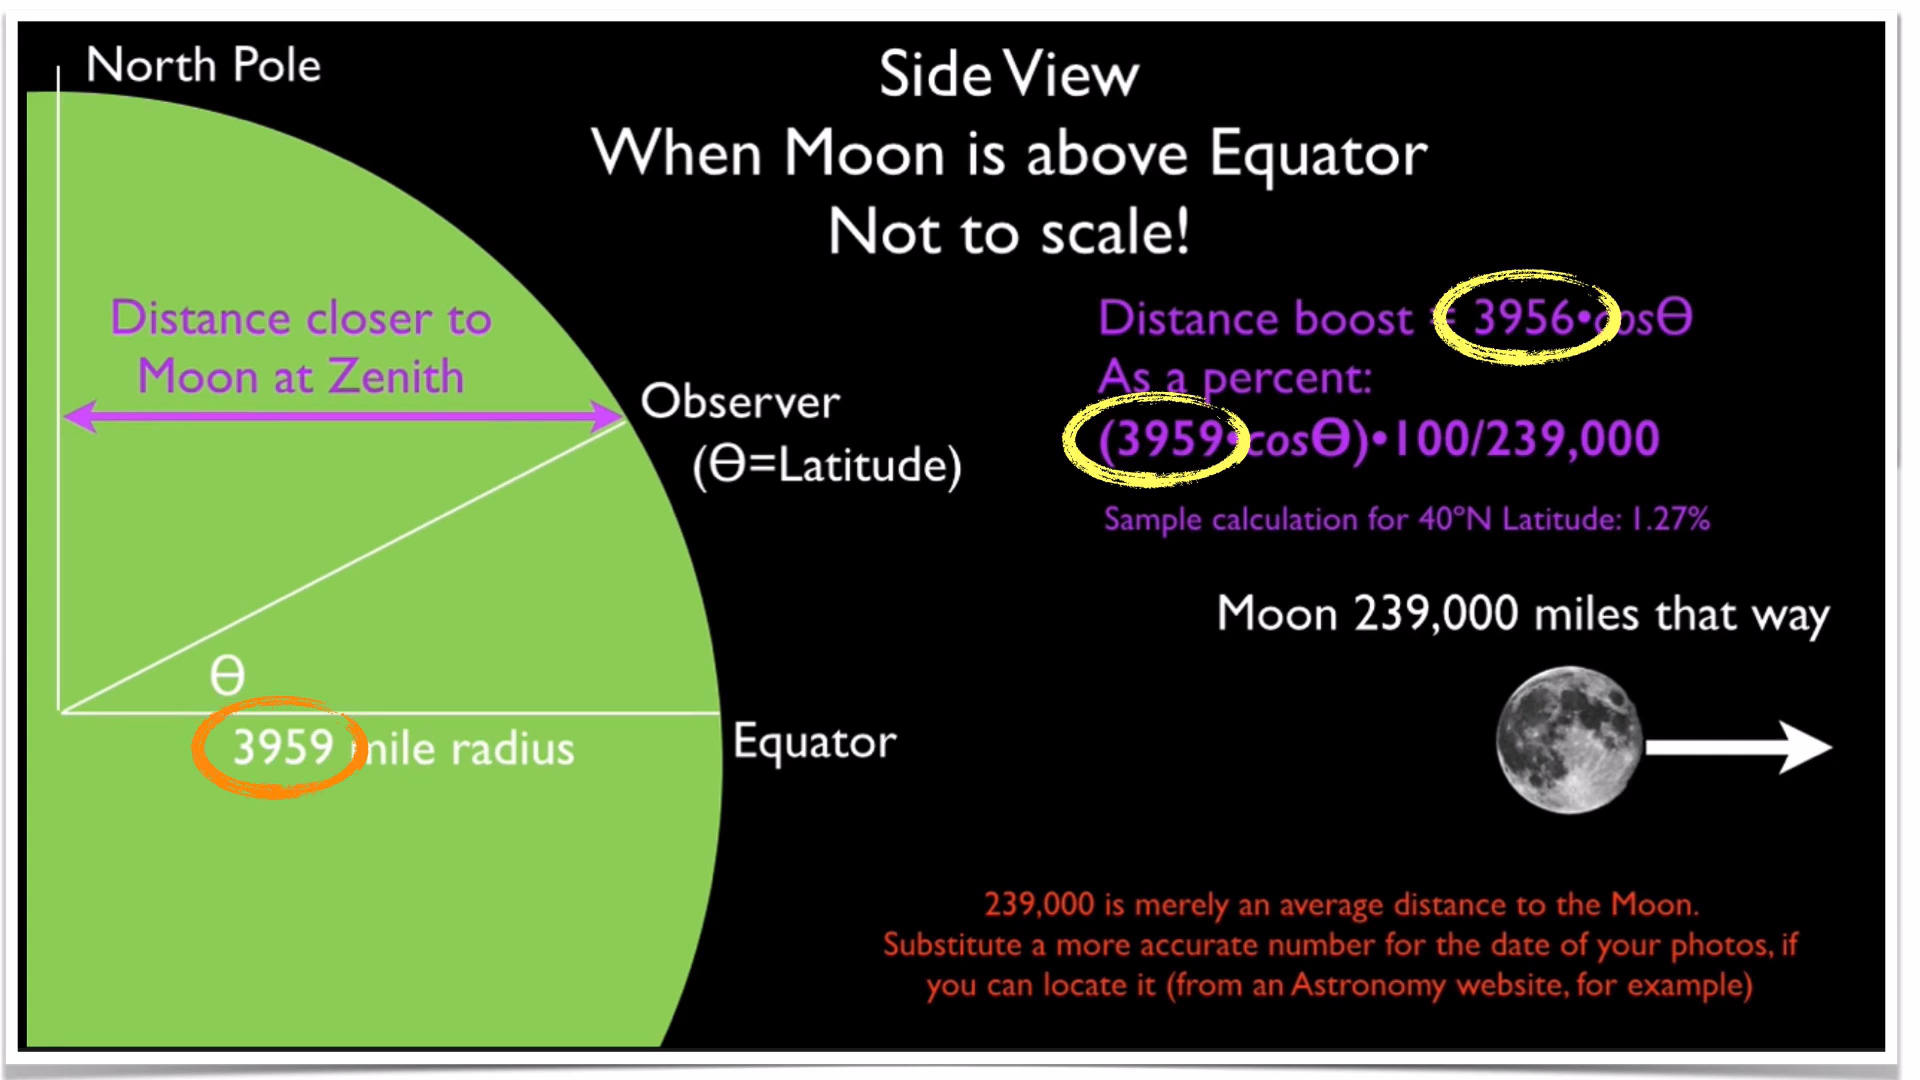 North Pole
Side View
When Moon is above Equator
Not to scale!
Distance closer to
Moon at Zenith
Observer
(Θ=Latitude)
Distance boost = 3956•cosΘ
As a percent:
(3959•cosΘ)•100/239,000
Sample calculation for 40ºN Latitude: 1.27%
Moon 239,000 miles that way
Θ
3959 mile radius
Equator
239,000 is merely an average distance to the Moon.
Substitute a more accurate number for the date of your photos, if
you can locate it (from an Astronomy website, for example)